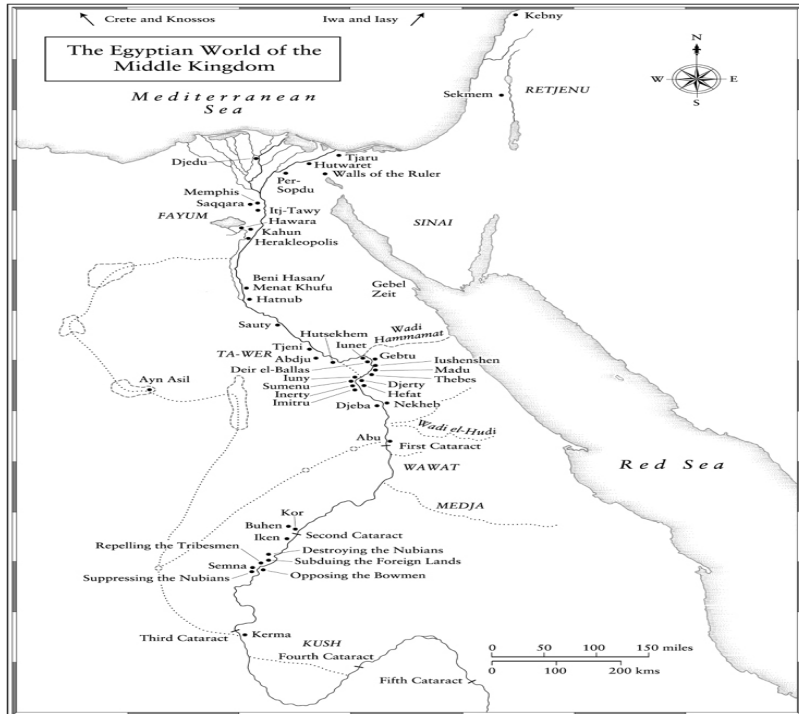 Crete and Knossos
Iwa and Iasy
Kebny
The Egyptian World of the
Middle Kingdom
N
W
E
S
Mediterranean
Sea
Sekmem
RETJENU
Djedu
Tjaru
Hutwaret
Walls of the Ruler
Per-
Sopdu
Memphis
Saqqara
Itj-Tawy
FAYUM
Hawara
Kahun
Herakleopolis
SINAI
Beni Hasan/
Menat Khufu
Hatnub
Gebel
Zeit
Sauty
Hutsekhem
Wadi
Hammamat
Tjeni
Iunet
TA-WER
Abdju
Gebtu
Deir el-Ballas
Iushenshen
Madu
Thebes
Ayn Asil
Iuny
Sumenu
Inerty
Imitru
Djerty
Hefat
Djeba
Nekheb
Wadi el-Hudi
Abu
First Cataract
WAWAT
Red Sea
MEDJA
Kor
Buhen
Iken
Second Cataract
Repelling the Tribesmen
Destroying the Nubians
Subduing the Foreign Lands
Semna
Suppressing the Nubians
Opposing the Bowmen
Third Cataract
Kerma
KUSH
Fourth Cataract
Fifth Cataract
0 50 100 150 miles
0 100 200 kms